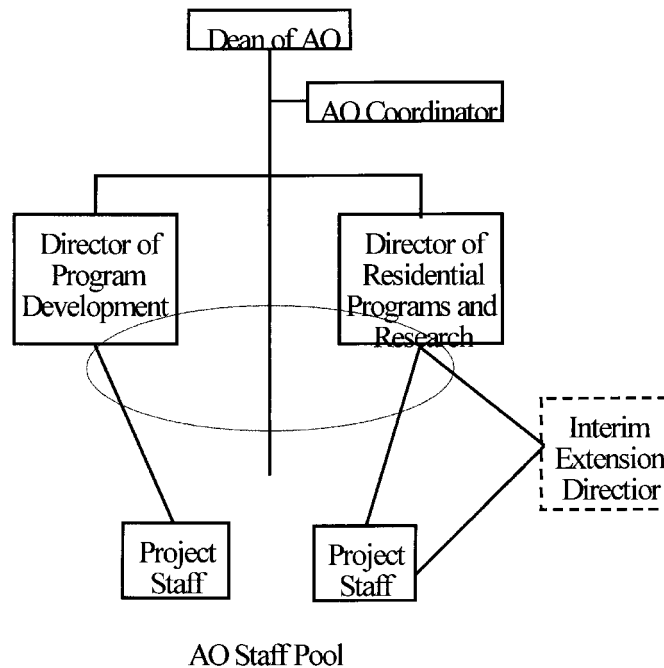 Dean of AO
AO Coordinator
Director of
Program
Development
Director of
Residential
Programs and
Research
Interim
Extension
Directior
Project
Staff
Project
Staff
AO Staff Pool